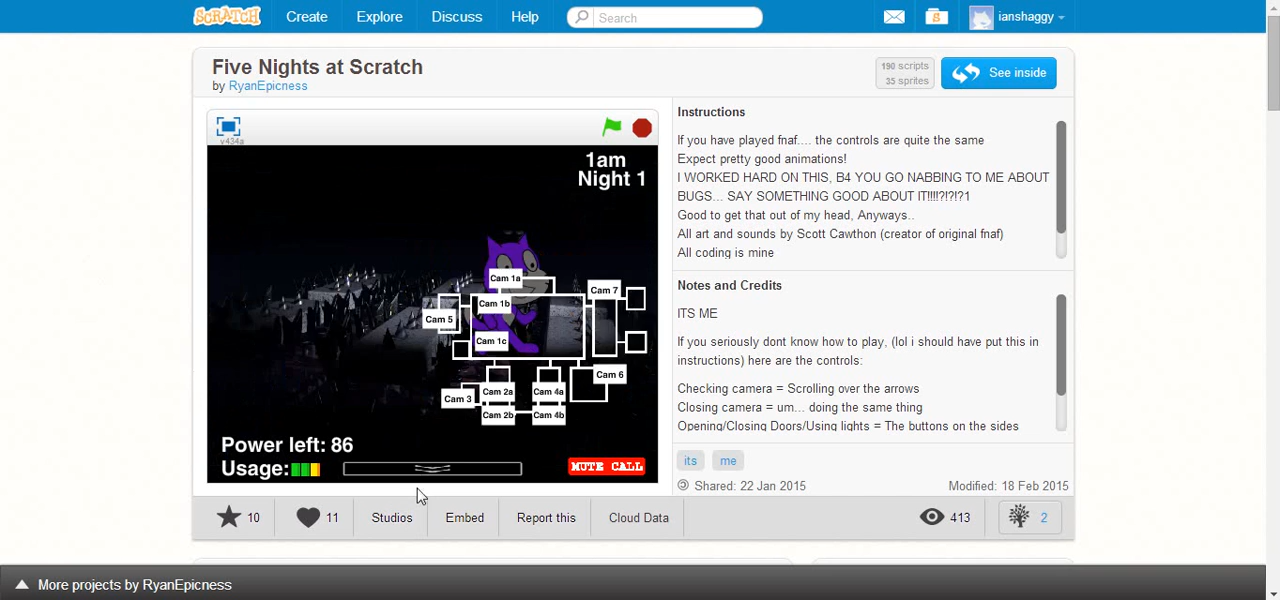 SCRATCH
Create
Explore
Discuss
Help
Search
ianshaggy
Five Nights at Scratch
by RyanEpicness
190 scripts
35 sprites
See inside
v434a
1am
Night 1
Cam 1a
Cam 1b
Cam 7
Cam 5
Cam 1c
Cam 6
Cam 2a
Cam 4a
Cam 3
Cam 2b
Cam 4b
Power left: 86
Usage:
MUTE CALL
Instructions
If you have played fnaf.... the controls are quite the same
Expect pretty good animations!
I WORKED HARD ON THIS, B4 YOU GO NABBING TO ME ABOUT
BUGS... SAY SOMETHING GOOD ABOUT IT!!!!?!?!?1
Good to get that out of my head, Anyways..
All art and sounds by Scott Cawthon (creator of original fnaf)
All coding is mine
Notes and Credits
ITS ME
If you seriously dont know how to play, (lol i should have put this in
instructions) here are the controls:
Checking camera = Scrolling over the arrows
Closing camera = um... doing the same thing
Opening/Closing Doors/Using lights = The buttons on the sides
its
me
Shared: 22 Jan 2015
Modified: 18 Feb 2015
10
11
Studios
Embed
Report this
Cloud Data
413
2
More projects by RyanEpicness